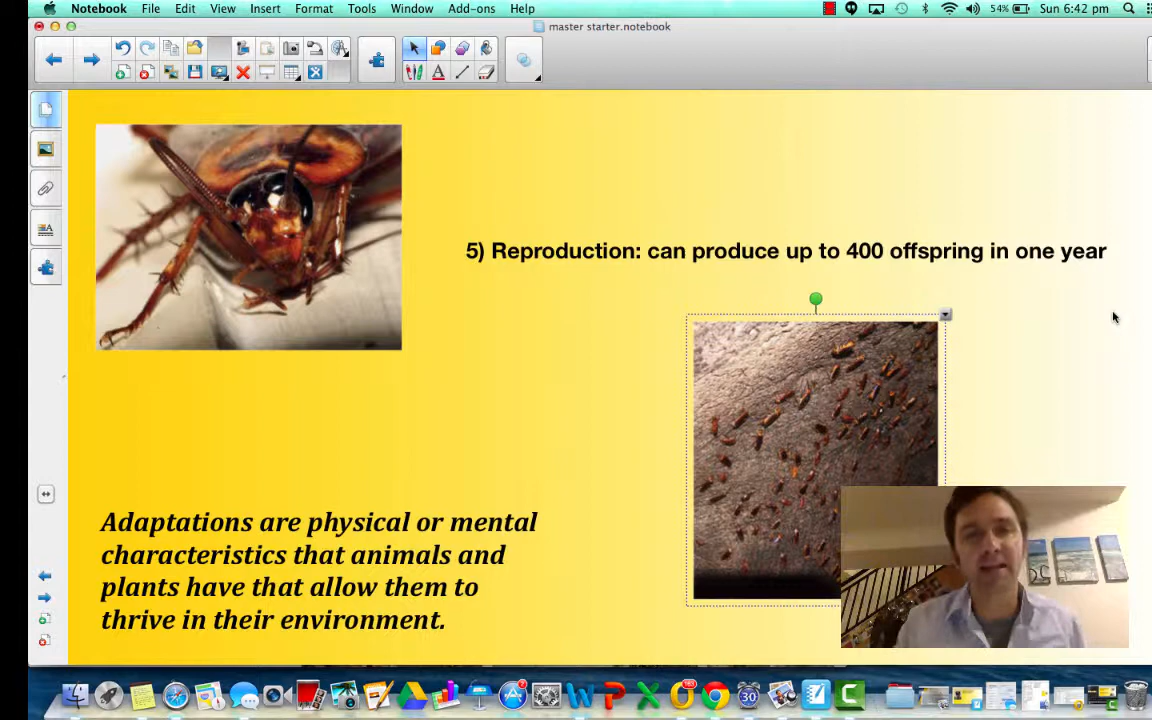 Notebook File Edit View Insert Format Tools Window Add-ons Help 54% Sun 6:42 pm
master starter.notebook
5) Reproduction: can produce up to 400 offspring in one year
Adaptations are physical or mental
characteristics that animals and
plants have that allow them to
thrive in their environment.